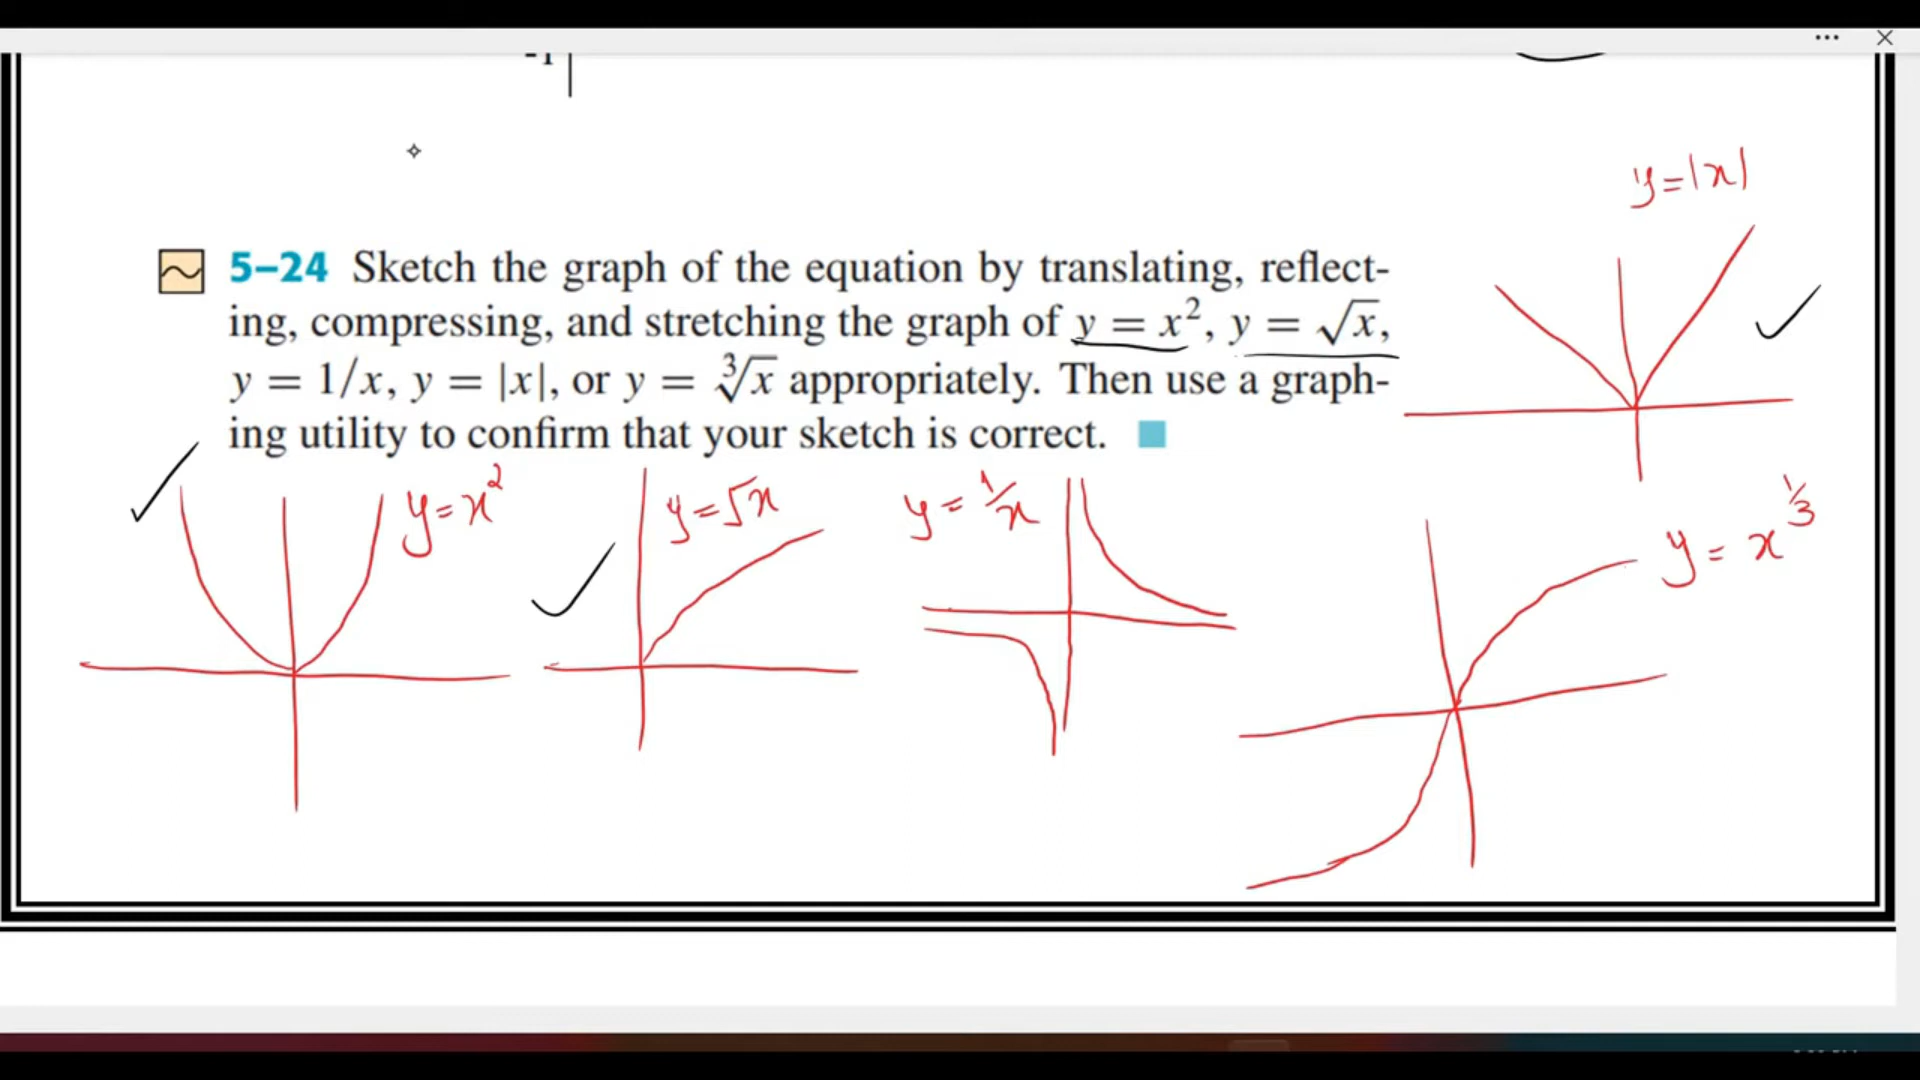 -1
y=|x|
5–24 Sketch the graph of the equation by translating, reflect-
ing, compressing, and stretching the graph of y = x², y = √x,
y = 1/x, y = |x|, or y = ∛x appropriately. Then use a graph-
ing utility to confirm that your sketch is correct.
y=x²
y=√x
y=1/x
y=x^1/3